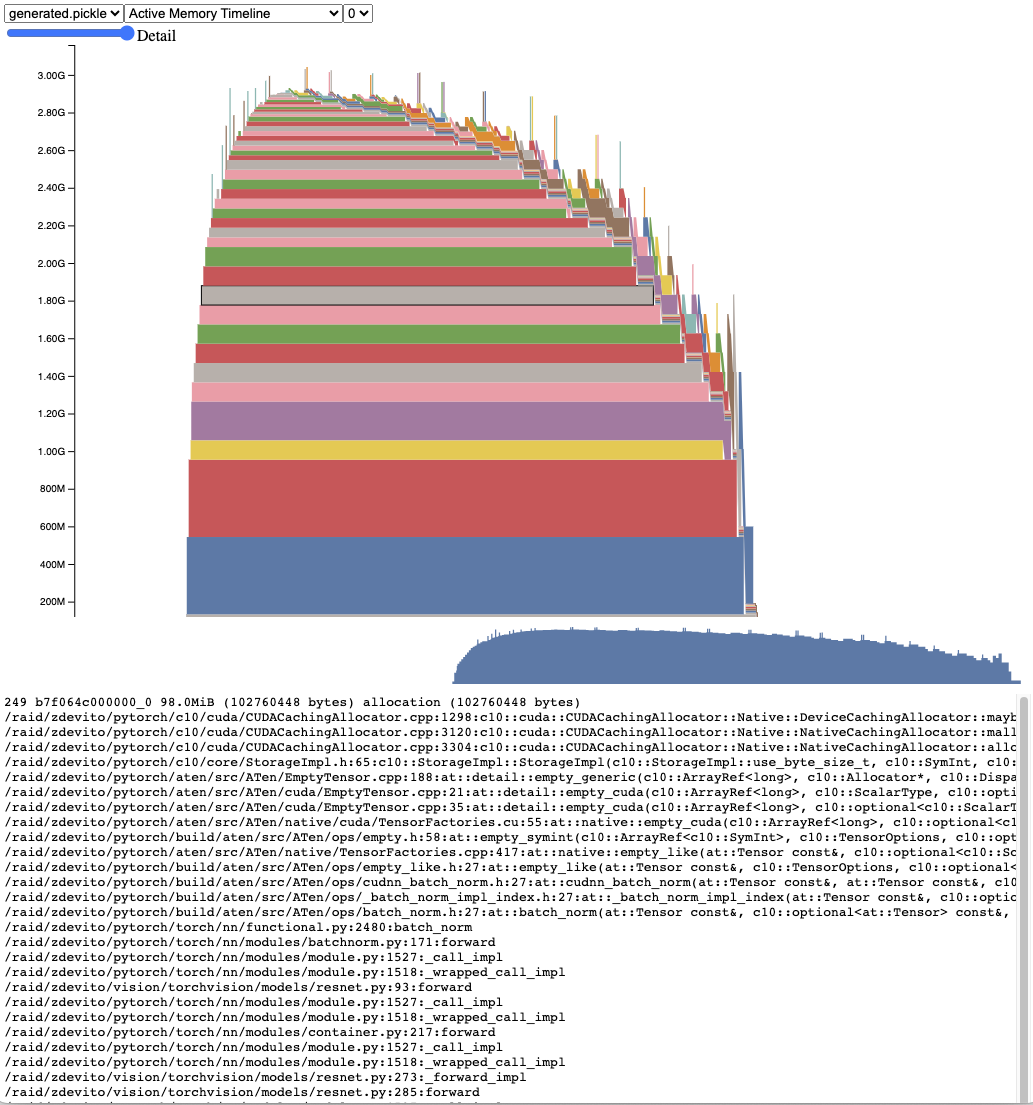 generated.pickle Active Memory Timeline 0
Detail
3.00G
2.80G
2.60G
2.40G
2.20G
2.00G
1.80G
1.60G
1.40G
1.20G
1.00G
800M
600M
400M
200M
249 b7f064c000000_0 98.0MiB (102760448 bytes) allocation (102760448 bytes)
/raid/zdevito/pytorch/c10/cuda/CUDACachingAllocator.cpp:1298:c10::cuda::CUDACachingAllocator::Native::DeviceCachingAllocator::mayb
/raid/zdevito/pytorch/c10/cuda/CUDACachingAllocator.cpp:3120:c10::cuda::CUDACachingAllocator::Native::NativeCachingAllocator::mall
/raid/zdevito/pytorch/c10/cuda/CUDACachingAllocator.cpp:3304:c10::cuda::CUDACachingAllocator::Native::NativeCachingAllocator::allo
/raid/zdevito/pytorch/c10/core/StorageImpl.h:65:c10::StorageImpl::StorageImpl(c10::StorageImpl::use_byte_size_t, c10::SymInt, c10:
/raid/zdevito/pytorch/aten/src/ATen/EmptyTensor.cpp:188:at::detail::empty_generic(c10::ArrayRef<long>, c10::Allocator*, c10::Dispa
/raid/zdevito/pytorch/aten/src/ATen/cuda/EmptyTensor.cpp:21:at::detail::empty_cuda(c10::ArrayRef<long>, c10::ScalarType, c10::opti
/raid/zdevito/pytorch/aten/src/ATen/cuda/EmptyTensor.cpp:35:at::detail::empty_cuda(c10::ArrayRef<long>, c10::optional<c10::ScalarT
/raid/zdevito/pytorch/aten/src/ATen/native/cuda/TensorFactories.cu:55:at::native::empty_cuda(c10::ArrayRef<long>, c10::optional<c1
/raid/zdevito/pytorch/build/aten/src/ATen/ops/empty.h:58:at::empty_symint(c10::ArrayRef<c10::SymInt>, c10::TensorOptions, c10::opt
/raid/zdevito/pytorch/aten/src/ATen/native/TensorFactories.cpp:417:at::native::empty_like(at::Tensor const&, c10::optional<c10::Sc
/raid/zdevito/pytorch/build/aten/src/ATen/ops/empty_like.h:27:at::empty_like(at::Tensor const&, c10::TensorOptions, c10::optional<
/raid/zdevito/pytorch/build/aten/src/ATen/ops/cudnn_batch_norm.h:27:at::cudnn_batch_norm(at::Tensor const&, at::Tensor const&, c10
/raid/zdevito/pytorch/build/aten/src/ATen/ops/_batch_norm_impl_index.h:27:at::_batch_norm_impl_index(at::Tensor const&, c10::optio
/raid/zdevito/pytorch/build/aten/src/ATen/ops/batch_norm.h:27:at::batch_norm(at::Tensor const&, c10::optional<at::Tensor> const&,
/raid/zdevito/pytorch/torch/nn/functional.py:2480:batch_norm
/raid/zdevito/pytorch/torch/nn/modules/batchnorm.py:171:forward
/raid/zdevito/pytorch/torch/nn/modules/module.py:1527:_call_impl
/raid/zdevito/pytorch/torch/nn/modules/module.py:1518:_wrapped_call_impl
/raid/zdevito/vision/torchvision/models/resnet.py:93:forward
/raid/zdevito/pytorch/torch/nn/modules/module.py:1527:_call_impl
/raid/zdevito/pytorch/torch/nn/modules/module.py:1518:_wrapped_call_impl
/raid/zdevito/pytorch/torch/nn/modules/container.py:217:forward
/raid/zdevito/pytorch/torch/nn/modules/module.py:1527:_call_impl
/raid/zdevito/pytorch/torch/nn/modules/module.py:1518:_wrapped_call_impl
/raid/zdevito/vision/torchvision/models/resnet.py:273:_forward_impl
/raid/zdevito/vision/torchvision/models/resnet.py:285:forward